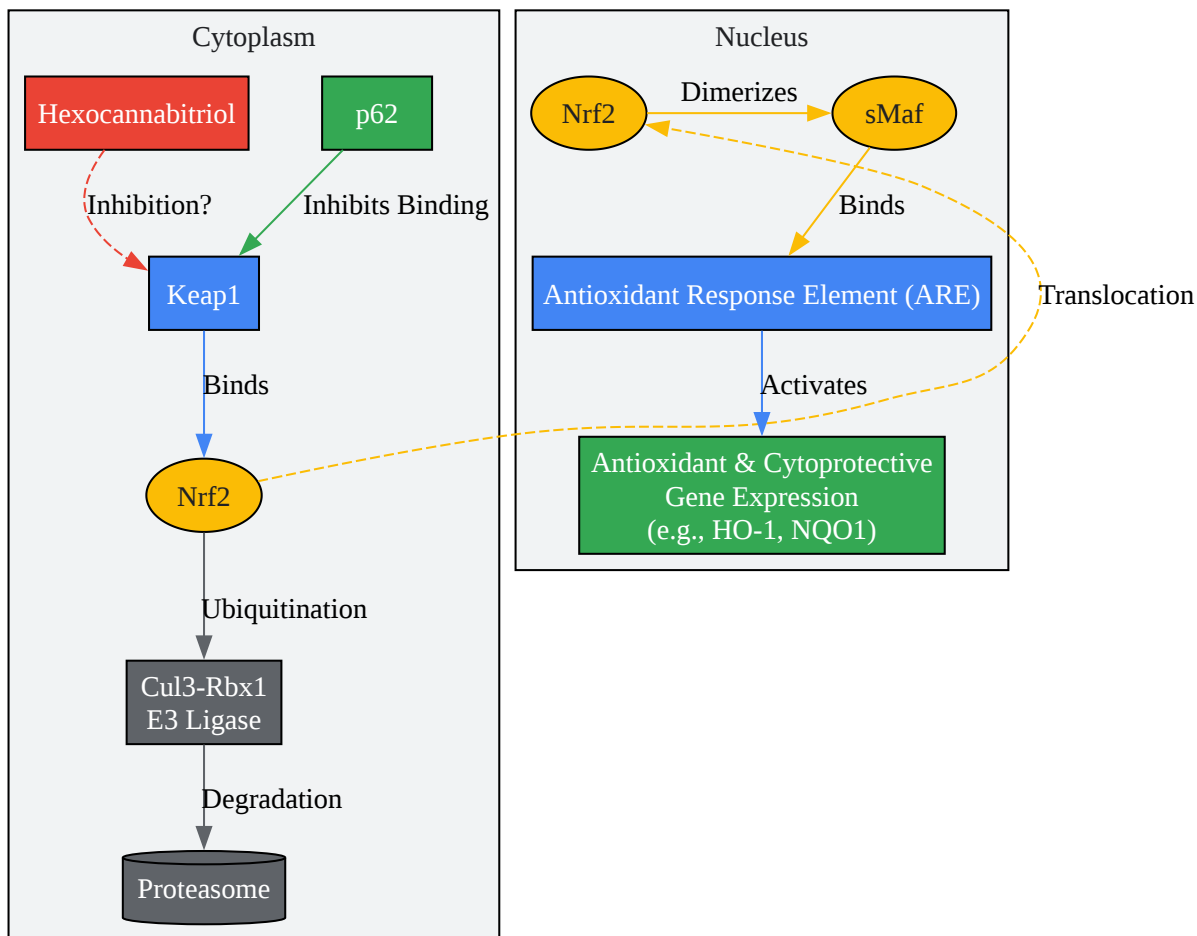 Cytoplasm
Hexocannabitriol
p62
Inhibition?
Inhibits Binding
Keap1
Binds
Nrf2
Ubiquitination
Cul3-Rbx1
E3 Ligase
Degradation
Proteasome
Nucleus
Nrf2
Dimerizes
sMaf
Binds
Antioxidant Response Element (ARE)
Translocation
Activates
Antioxidant & Cytoprotective
Gene Expression
(e.g., HO-1, NQO1)